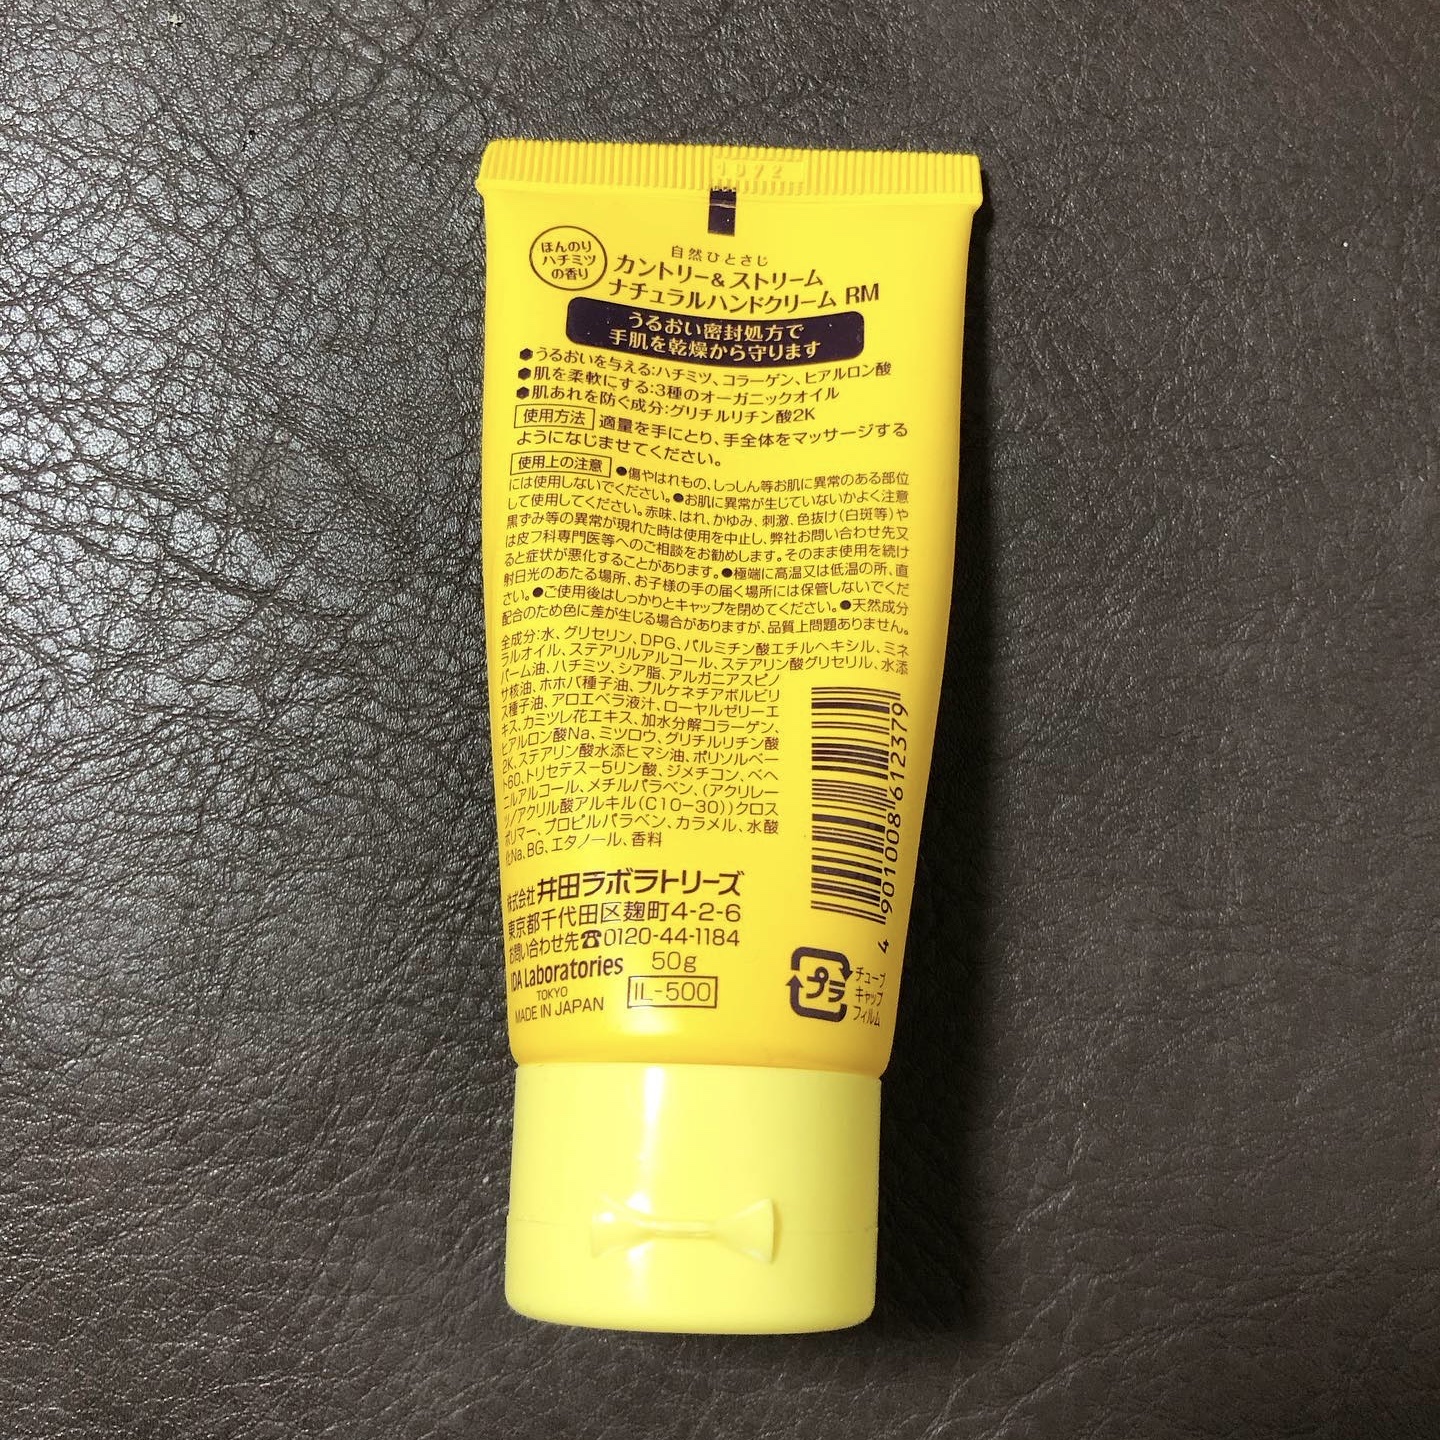 1972
ほんのり
ハチミツ
の香り
自然ひとさじ
カントリー&ストリーム
ナチュラルハンドクリーム RM
うるおい密封処方で
手肌を乾燥から守ります
●うるおいを与える:ハチミツ、コラーゲン、ヒアルロン酸
●肌を柔軟にする:3種のオーガニックオイル
●肌あれを防ぐ成分:グリチルリチン酸2K
使用方法 適量を手にとり、手全体をマッサージする
ようになじませてください。
使用上の注意 ●傷やはれもの、しっしん等お肌に異常のある部位
には使用しないでください。●お肌に異常が生じていないかよく注意
して使用してください。赤味、はれ、かゆみ、刺激、色抜け(白斑等)や
黒ずみ等の異常が現れた時は使用を中止し、弊社お問い合わせ先又
は皮フ科専門医等へのご相談をお勧めします。そのまま使用を続け
ると症状が悪化することがあります。●極端に高温又は低温の所、直
射日光のあたる場所、お子様の手の届く場所には保管しないでくだ
さい。●ご使用後はしっかりとキャップを閉めてください。●天然成分
配合のため色に差が生じる場合がありますが、品質上問題ありません。
全成分:水、グリセリン、DPG、パルミチン酸エチルヘキシル、ミネ
ラルオイル、ステアリルアルコール、ステアリン酸グリセリル、水添
パーム油、ハチミツ、シア脂、アルガニアスピノ
サ核油、ホホバ種子油、プルケネチアボルビリ
ス種子油、アロエベラ液汁、ローヤルゼリーエ
キス、カミツレ花エキス、加水分解コラーゲン、
ヒアルロン酸Na、ミツロウ、グリチルリチン酸
2K、ステアリン酸水添ヒマシ油、ポリソルベー
ト60、トリセテス-5リン酸、ジメチコン、ベヘ
ニルアルコール、メチルパラベン、(アクリレー
ツ/アクリル酸アルキル(C10-30))クロス
ポリマー、プロピルパラベン、カラメル、水酸
化Na、BG、エタノール、香料
株式会社 井田ラボラトリーズ
東京都千代田区麹町4-2-6
お問い合わせ先☎0120-44-1184
IDA Laboratories 50g
TOKYO
MADE IN JAPAN IL-500
4 901008 612379
プラ
チューブ
キャップ
フィルム